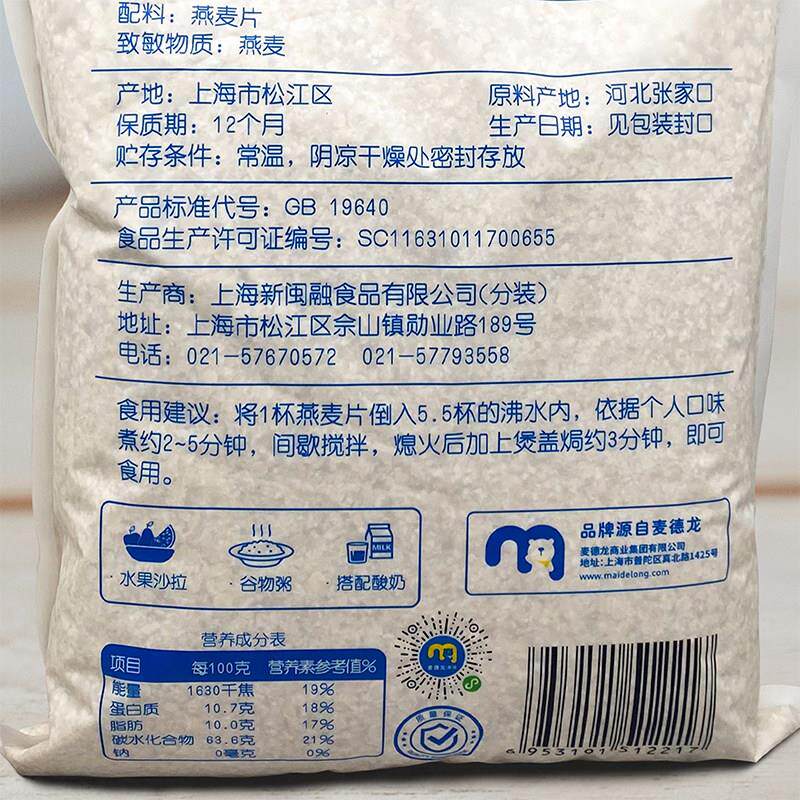 配料：燕麦片
致敏物质：燕麦
产地：上海市松江区 原料产地：河北张家口
保质期：12个月 生产日期：见包装封口
贮存条件：常温，阴凉干燥处密封存放
产品标准代号：GB 19640
食品生产许可证编号：SC11631011700655
生产商：上海新闽融食品有限公司(分装)
地址：上海市松江区佘山镇勋业路189号
电话：021-57670572 021-57793558
食用建议：将1杯燕麦片倒入5.5杯的沸水内，依据个人口味
煮约2~5分钟，间歇搅拌，熄火后加上煲盖焗约3分钟，即可
食用。
MILK
·水果沙拉 ·谷物粥 ·搭配酸奶
品牌源自麦德龙
麦德龙商业集团有限公司
地址:上海市普陀区真北路1425号
www.maidelong.com
营养成分表
项目 每100克 营养素参考值%
能量 1630千焦 19%
蛋白质 10.7克 18%
脂肪 10.0克 17%
碳水化合物 63.6克 21%
钠 0毫克 0%
质量保证
6 953101 512217